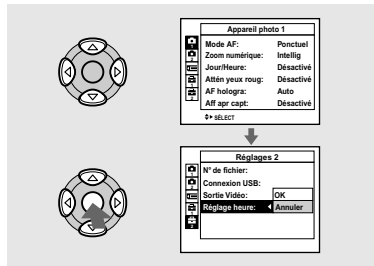 Appareil photo 1
Mode AF: Ponctuel
Zoom numérique: Intellig
Jour/Heure: Désactivé
Attén yeux roug: Désactivé
AF hologra: Auto
Aff apr capt: Désactivé
SÉLECT
Réglages 2
N° de fichier:
Connexion USB:
Sortie Vidéo: OK
Réglage heure: Annuler